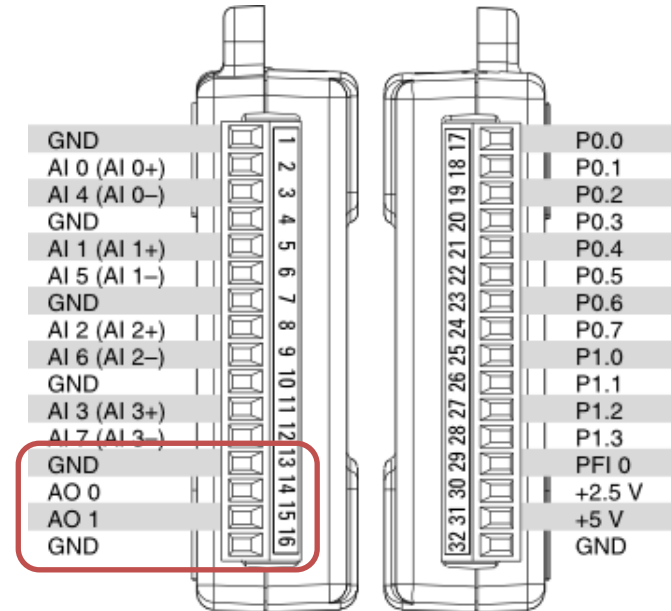 GND 1
AI 0 (AI 0+) 2
AI 4 (AI 0–) 3
GND 4
AI 1 (AI 1+) 5
AI 5 (AI 1–) 6
GND 7
AI 2 (AI 2+) 8
AI 6 (AI 2–) 9
GND 10
AI 3 (AI 3+) 11
AI 7 (AI 3–) 12
GND 13
AO 0 14
AO 1 15
GND 16
17 P0.0
18 P0.1
19 P0.2
20 P0.3
21 P0.4
22 P0.5
23 P0.6
24 P0.7
25 P1.0
26 P1.1
27 P1.2
28 P1.3
29 PFI 0
30 +2.5 V
31 +5 V
32 GND